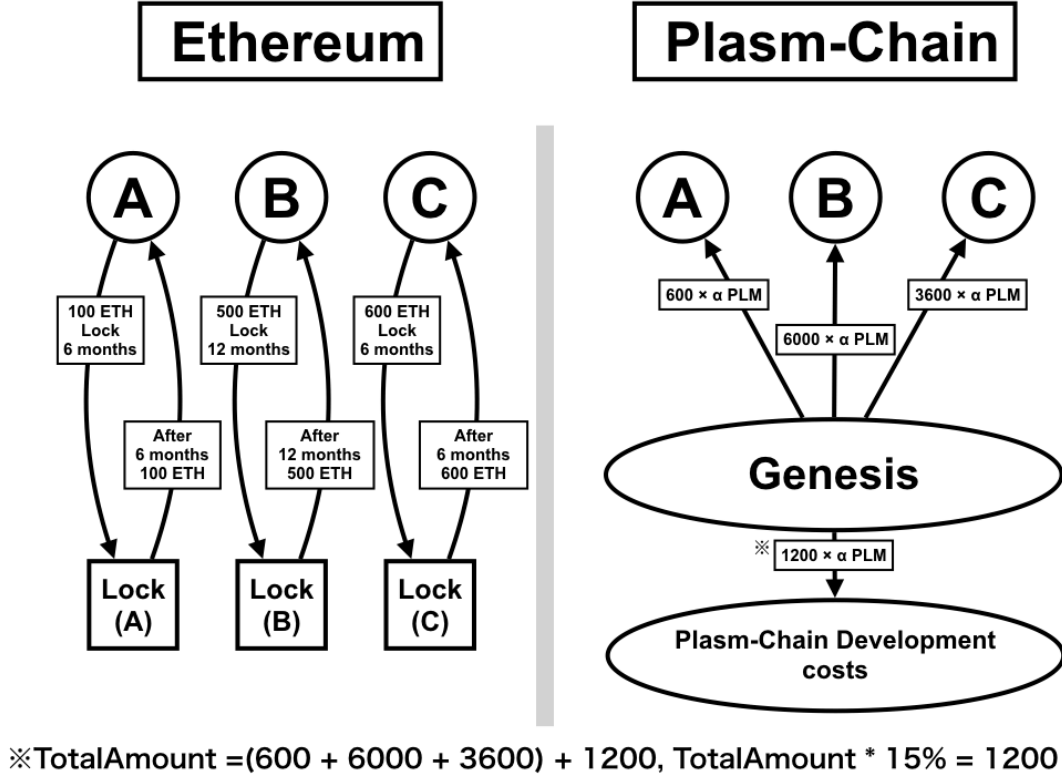 Ethereum
Plasm-Chain
A
B
C
100 ETH
Lock
6 months
500 ETH
Lock
12 months
600 ETH
Lock
6 months
After
6 months
100 ETH
After
12 months
500 ETH
After
6 months
600 ETH
Lock
(A)
Lock
(B)
Lock
(C)
A
B
C
600 × α PLM
6000 × α PLM
3600 × α PLM
Genesis
※ 1200 × α PLM
Plasm-Chain Development
costs
※TotalAmount =(600 + 6000 + 3600) + 1200, TotalAmount * 15% = 1200